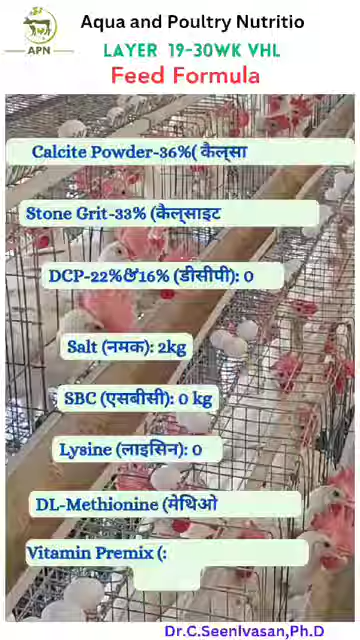 APN
Aqua and Poultry Nutritio
LAYER 19-30WK VHL
Feed Formula
Calcite Powder-36%( कैल्सा
Stone Grit-33% (कैल्साइट
DCP-22%&16% (डीसीपी): 0
Salt (नमक): 2kg
SBC (एसबीसी): 0 kg
Lysine (लाइसिन): 0
DL-Methionine (मेथिओ
Vitamin Premix (:
Dr.C.SeenIvasan,Ph.D